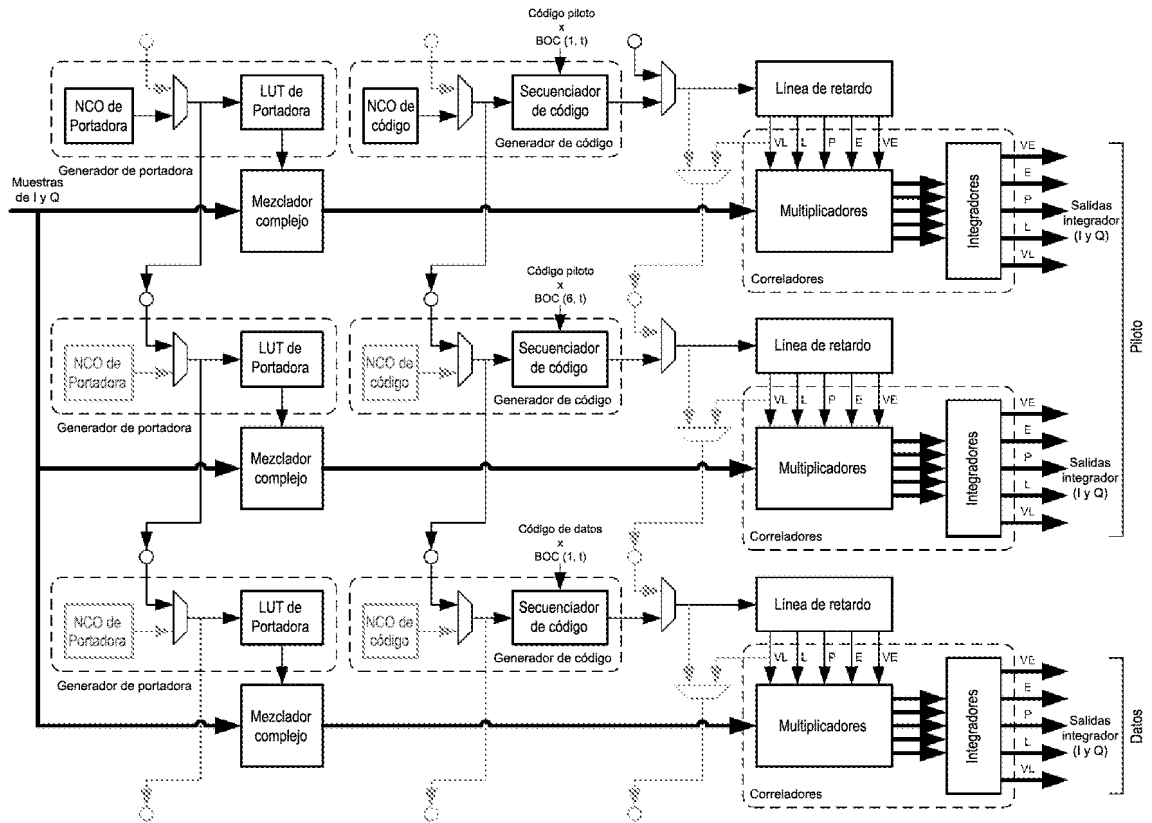 Código piloto
x
BOC (1, t)
NCO de
Portadora
LUT de
Portadora
NCO de
código
Secuenciador
de código
Línea de retardo
Generador de portadora
Generador de código
VL
L
P
E
VE
Muestras
de I y Q
Mezclador
complejo
Multiplicadores
Integradores
VE
E
P
L
VL
Salidas
integrador
(I y Q)
Correladores
Código piloto
x
BOC (6, t)
NCO de
Portadora
LUT de
Portadora
NCO de
código
Secuenciador
de código
Línea de retardo
Generador de portadora
Generador de código
VL
L
P
E
VE
Mezclador
complejo
Multiplicadores
Integradores
VE
E
P
L
VL
Salidas
integrador
(I y Q)
Correladores
Piloto
Código de datos
x
BOC (1, t)
NCO de
Portadora
LUT de
Portadora
NCO de
código
Secuenciador
de código
Línea de retardo
Generador de portadora
Generador de código
VL
L
P
E
VE
Mezclador
complejo
Multiplicadores
Integradores
VE
E
P
L
VL
Salidas
integrador
(I y Q)
Correladores
Datos